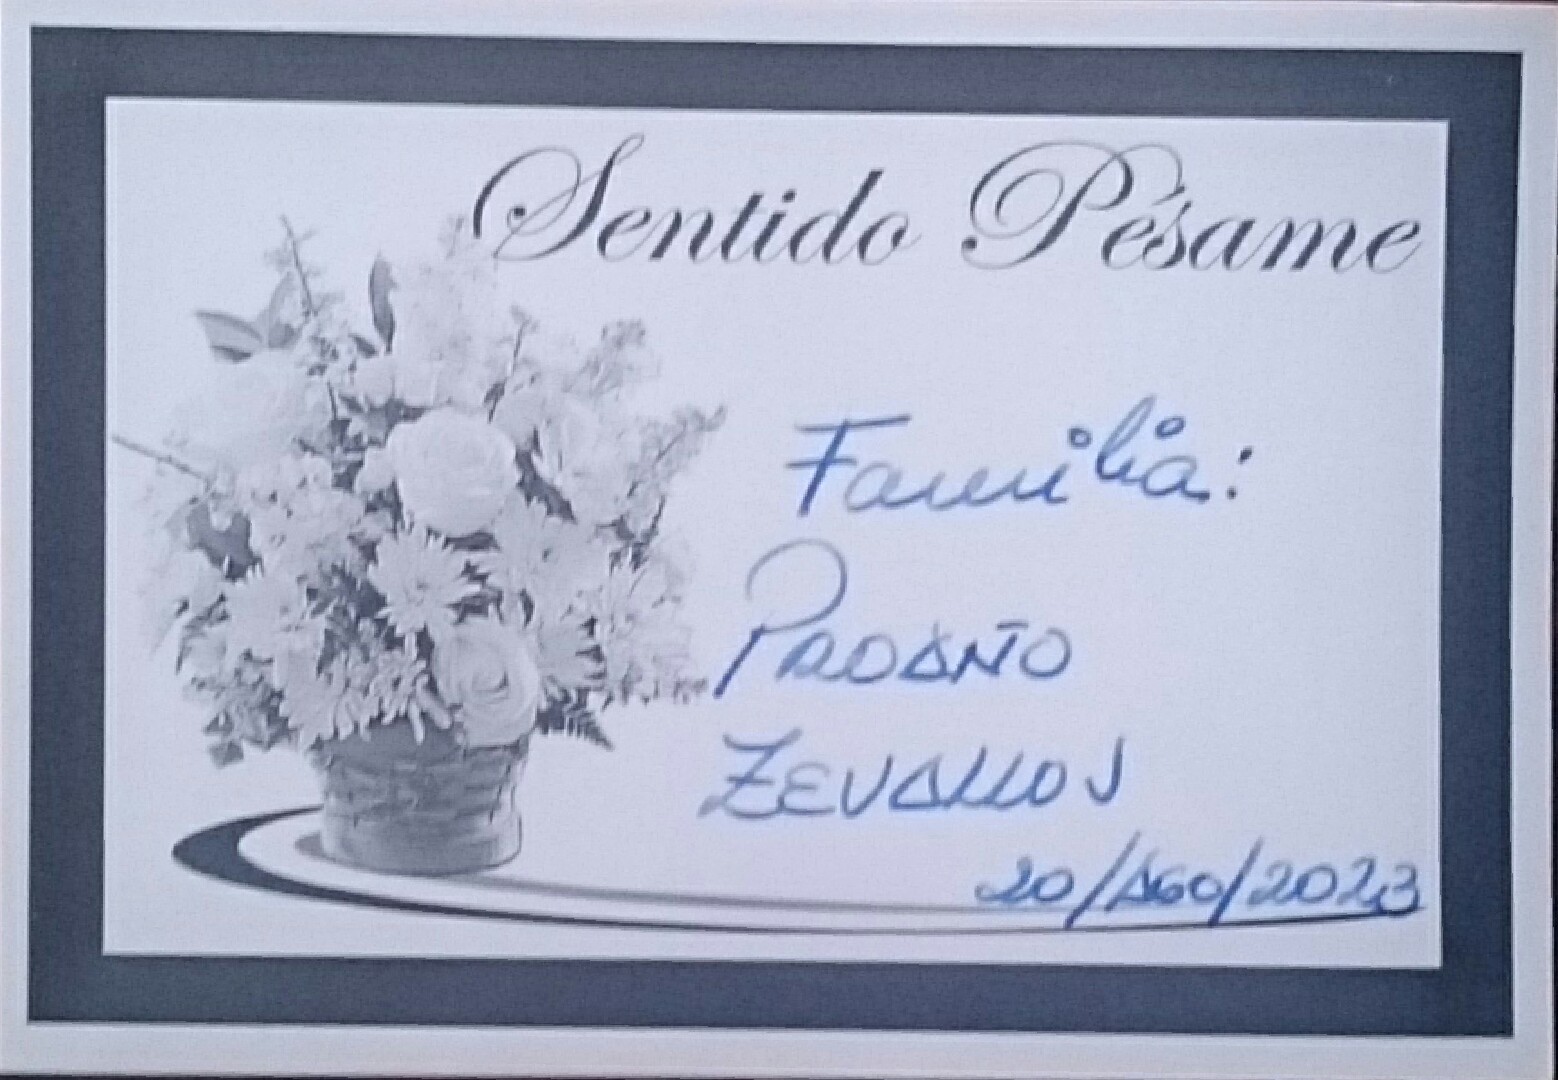 Sentido Pésame
Familia:
PROAÑO
ZEVALLOS
20/AGO/2023